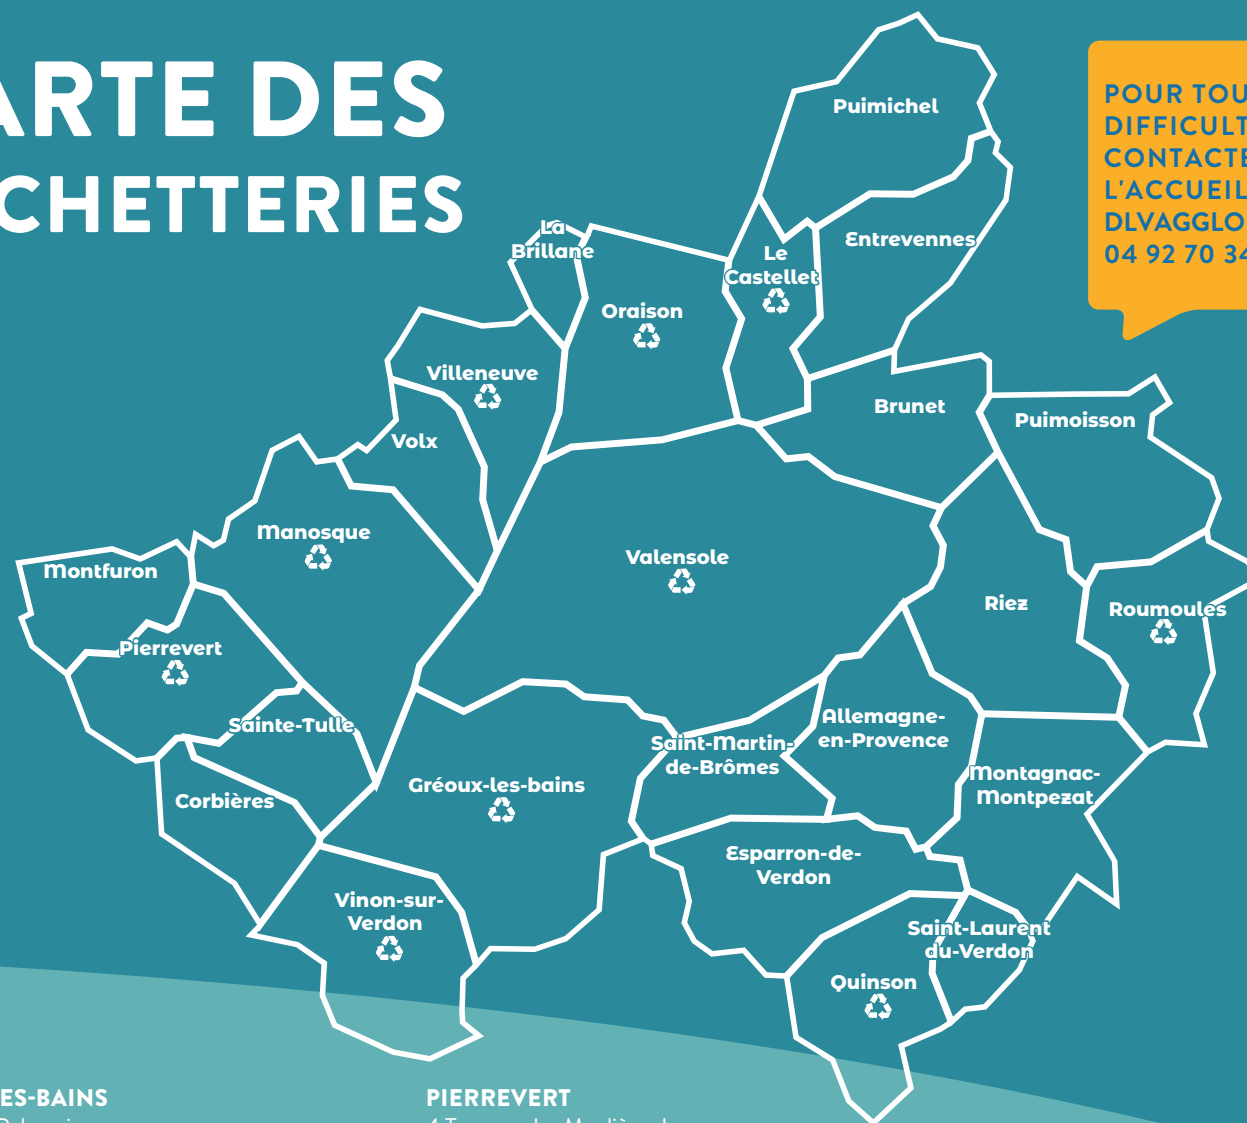 ARTE DES
CHETTERIES
POUR TOU
DIFFICULT
CONTACTE
L'ACCUEIL
DLVAGGLO
04 92 70 34
Puimichel
La
Brillane
Entrevennes
Le
Castellet
Oraison
Villeneuve
Brunet
Puimoisson
Volx
Manosque
Valensole
Montfuron
Riez
Roumoules
Pierrevert
Sainte-Tulle
Allemagne-
en-Provence
Saint-Martin-
de-Brômes
Gréoux-les-bains
Montagnac-
Montpezat
Corbières
Esparron-de-
Verdon
Vinon-sur-
Verdon
Saint-Laurent
du-Verdon
Quinson
ES-BAINS
PIERREVERT